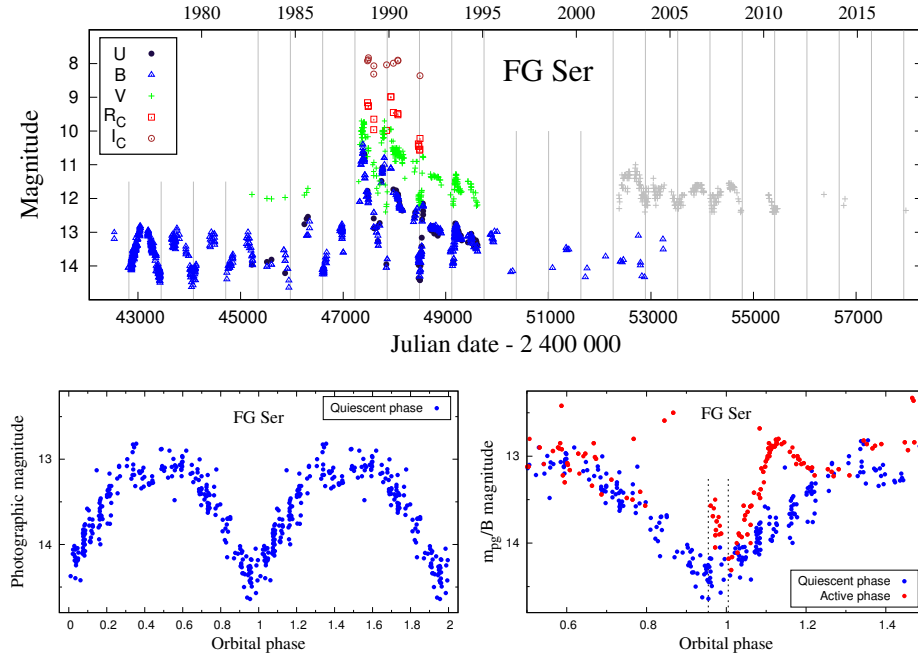 1980 1985 1990 1995 2000 2005 2010 2015
FG Ser
U
B
V
R_C
I_C
Magnitude
8
9
10
11
12
13
14
43000 45000 47000 49000 51000 53000 55000 57000
Julian date - 2 400 000
FG Ser
Quiescent phase
Photographic magnitude
13
14
0 0.2 0.4 0.6 0.8 1 1.2 1.4 1.6 1.8 2
Orbital phase
FG Ser
m_pg/B magnitude
13
14
Quiescent phase
Active phase
0.6 0.8 1 1.2 1.4
Orbital phase